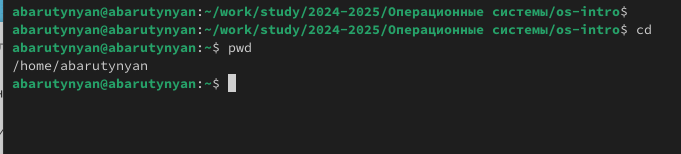 abarutynyan@abarutynyan:~/work/study/2024-2025/Операционные системы/os-intro$
abarutynyan@abarutynyan:~/work/study/2024-2025/Операционные системы/os-intro$ cd
abarutynyan@abarutynyan:~$ pwd
/home/abarutynyan
abarutynyan@abarutynyan:~$